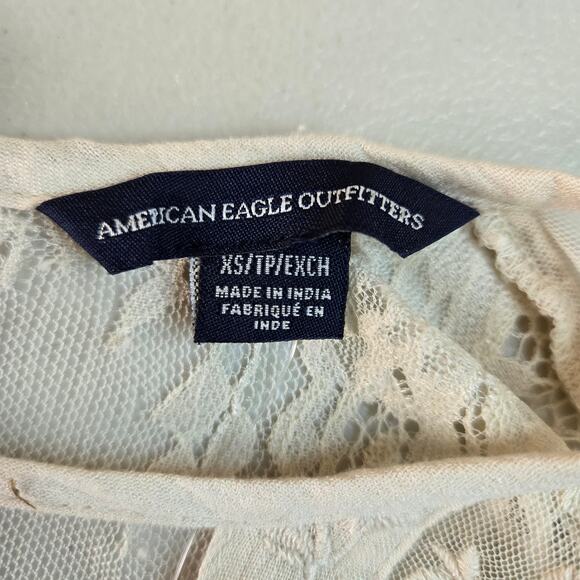 AMERICAN EAGLE OUTFITTERS
XS/TP/EXCH
MADE IN INDIA
FABRIQUÉ EN
INDE